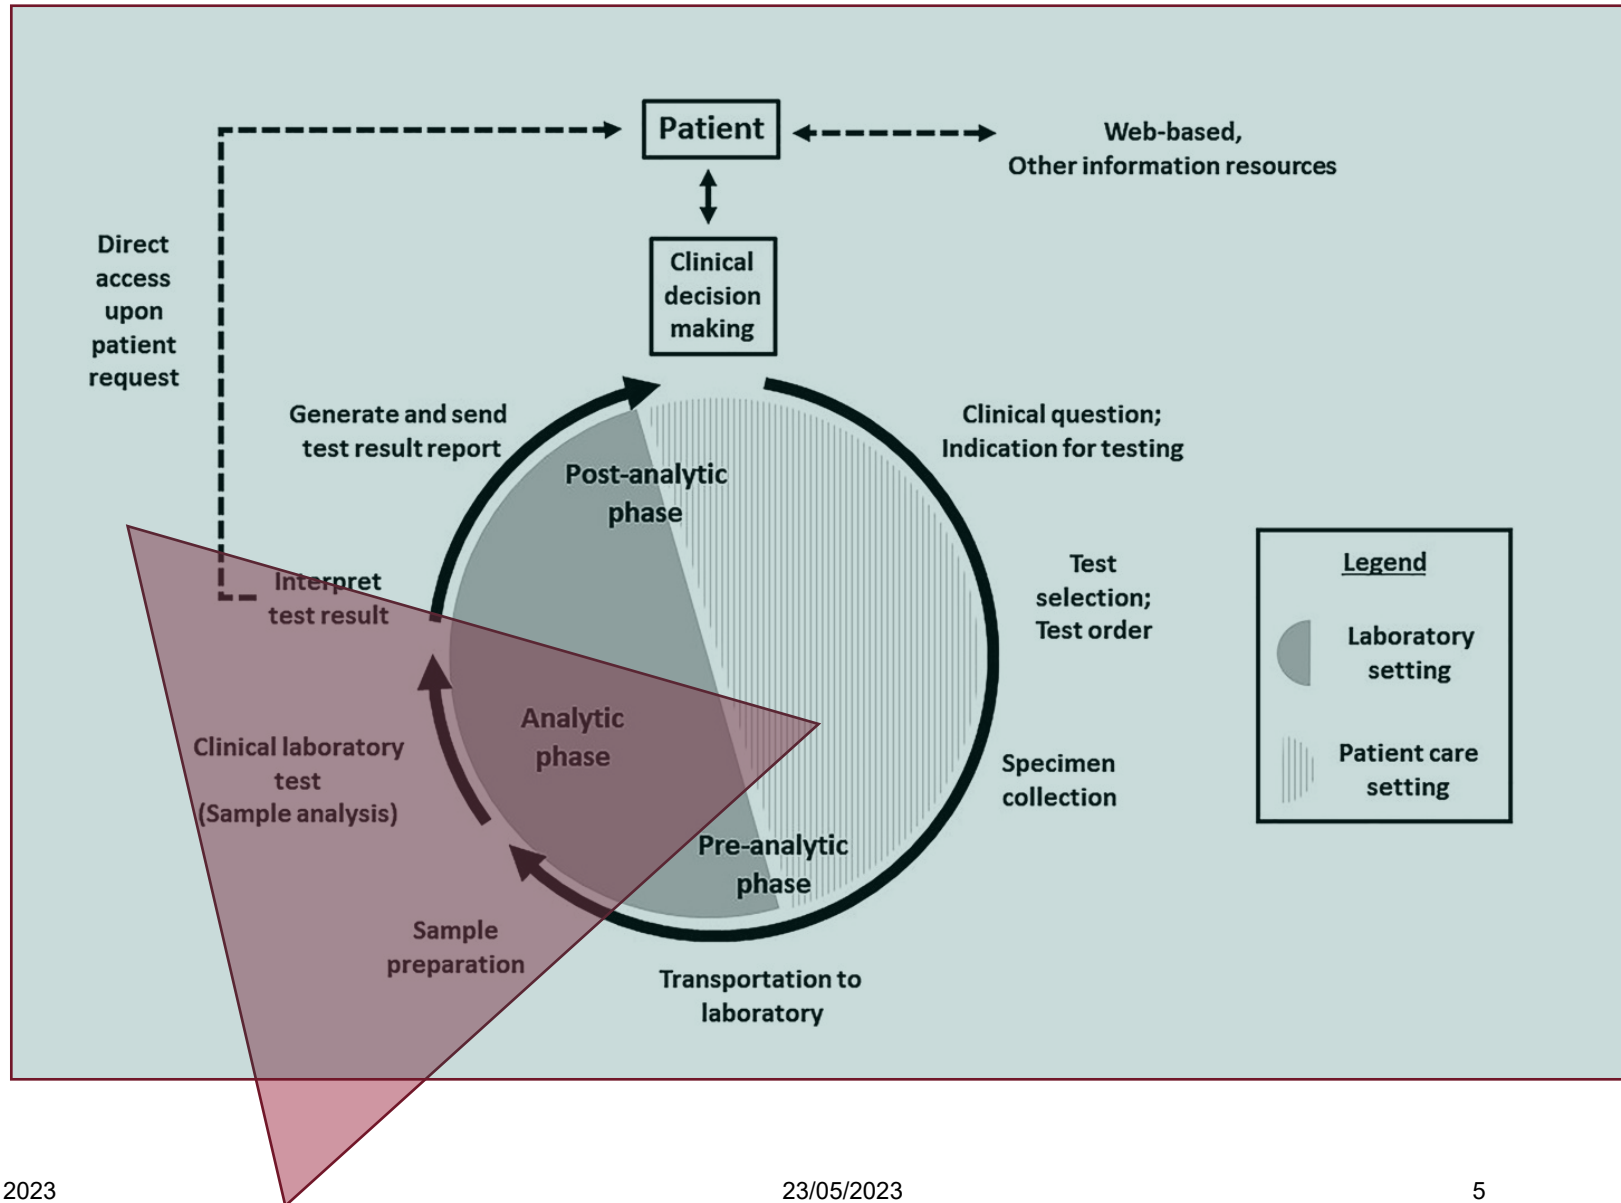 Patient
Web-based,
Other information resources
Direct
access
upon
patient
request
Clinical
decision
making
Generate and send
test result report
Clinical question;
Indication for testing
Post-analytic
phase
Interpret
test result
Test
selection;
Test order
Legend
Laboratory
setting
Patient care
setting
Analytic
phase
Clinical laboratory
test
(Sample analysis)
Specimen
collection
Pre-analytic
phase
Sample
preparation
Transportation to
laboratory
2023
23/05/2023
5